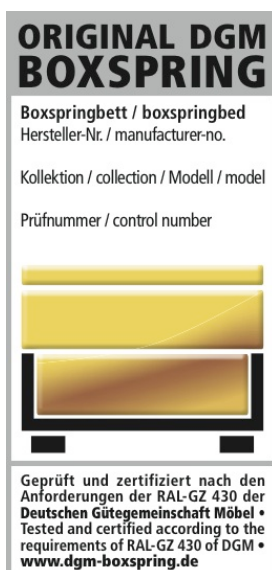 ORIGINAL DGM
BOXSPRING
Boxspringbett / boxspringbed
Hersteller-Nr. / manufacturer-no.
Kollektion / collection / Modell / model
Prüfnummer / control number
Geprüft und zertifiziert nach den
Anforderungen der RAL-GZ 430 der
Deutschen Gütegemeinschaft Möbel •
Tested and certified according to the
requirements of RAL-GZ 430 of DGM •
www.dgm-boxspring.de